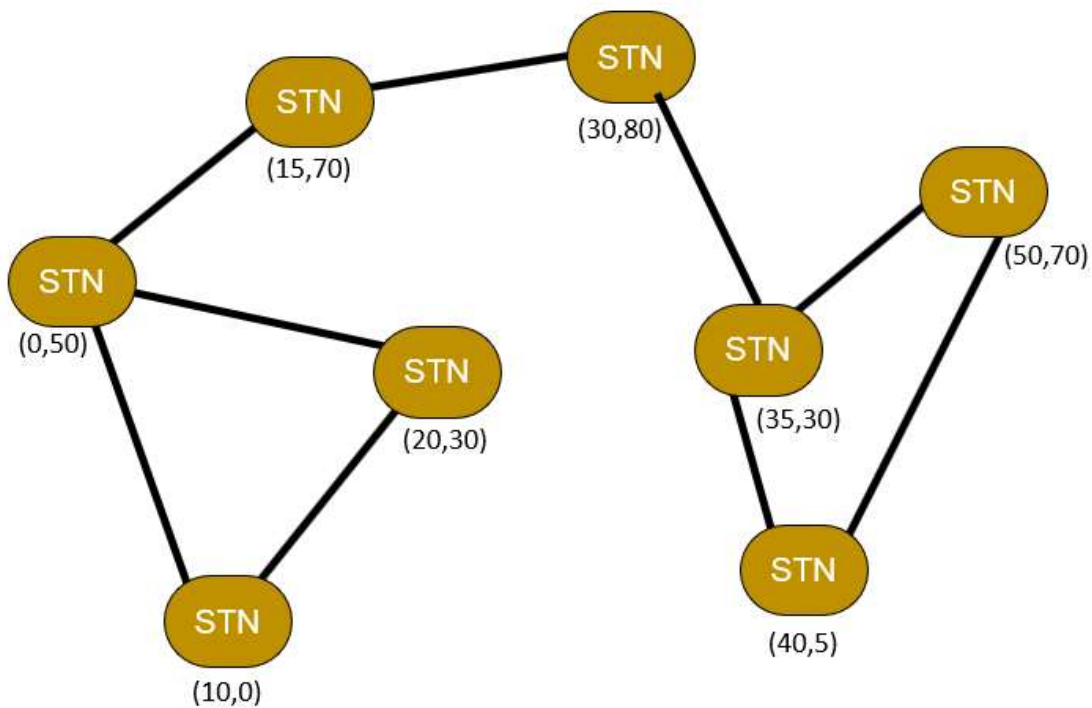 STN
(30,80)
STN
(15,70)
STN
(50,70)
STN
(0,50)
STN
(35,30)
STN
(20,30)
STN
(40,5)
STN
(10,0)